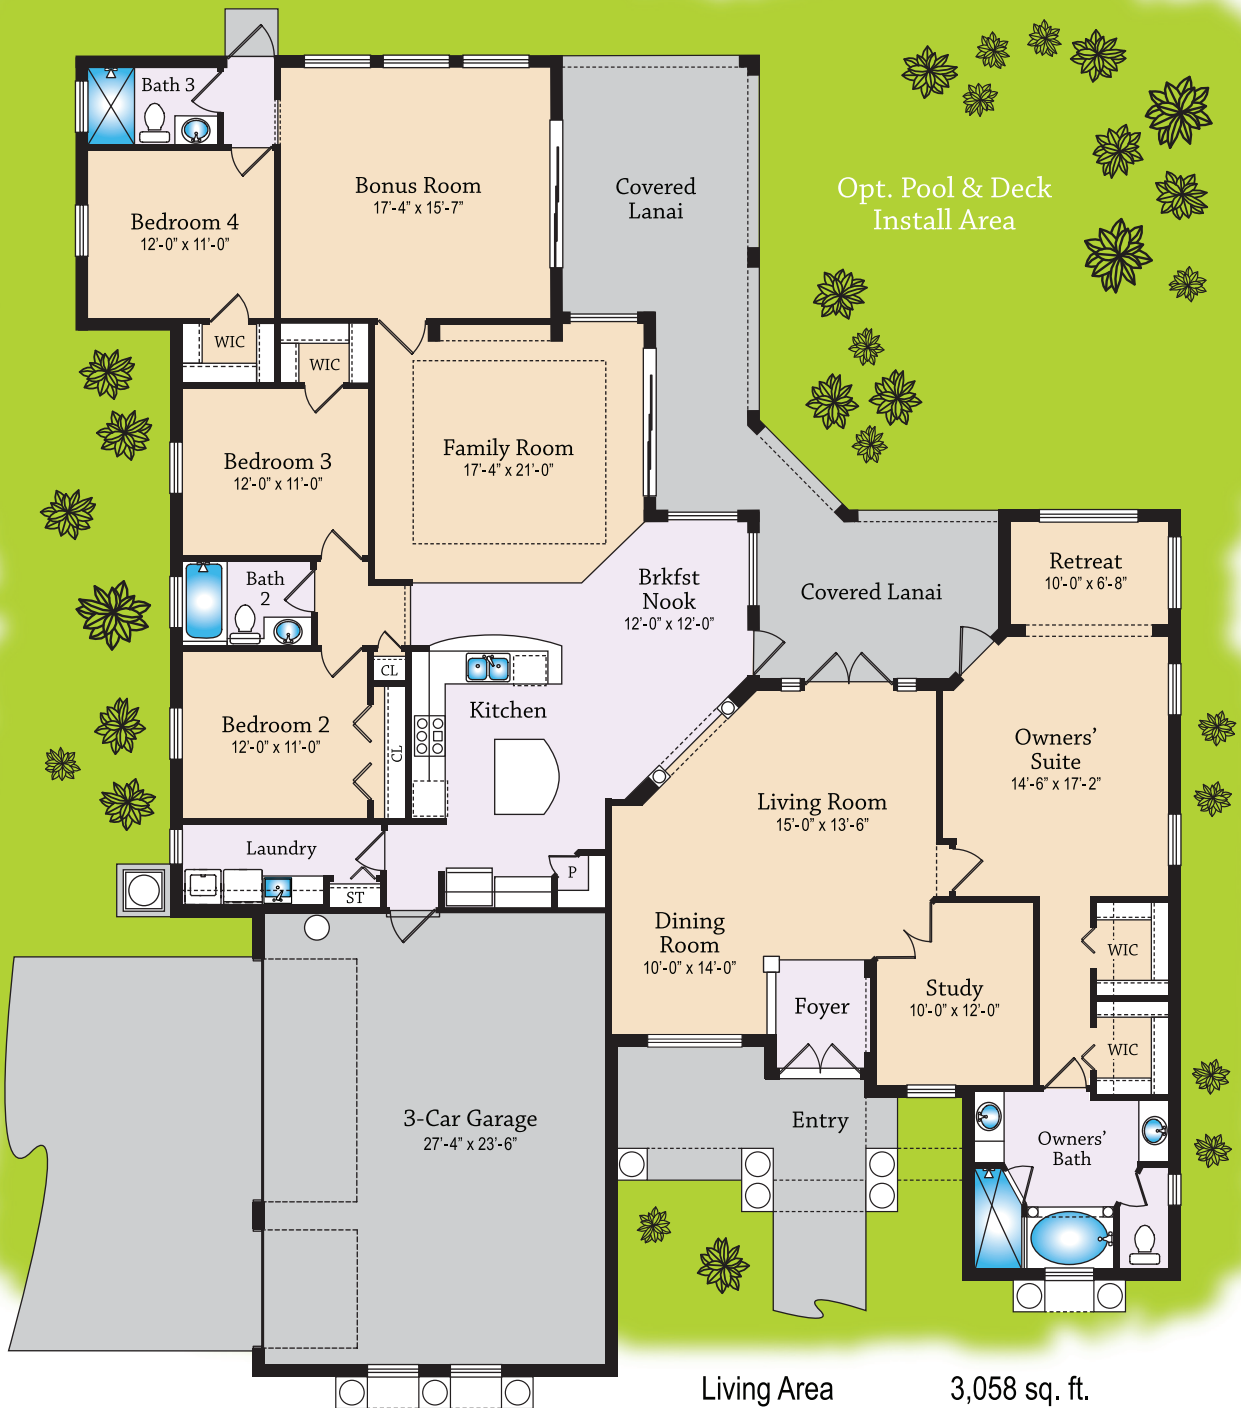 Bath 3
Bedroom 4
12'-0" x 11'-0"
Bonus Room
17'-4" x 15'-7"
Covered
Lanai
Opt. Pool & Deck
Install Area
WIC
WIC
Bedroom 3
12'-0" x 11'-0"
Family Room
17'-4" x 21'-0"
Bath
2
Brkfst
Nook
12'-0" x 12'-0"
Covered Lanai
Retreat
10'-0" x 6'-8"
CL
Bedroom 2
12'-0" x 11'-0"
CL
Kitchen
Owners'
Suite
14'-6" x 17'-2"
Living Room
15'-0" x 13'-6"
Laundry
ST
P
Dining
Room
10'-0" x 14'-0"
Foyer
Study
10'-0" x 12'-0"
WIC
WIC
3-Car Garage
27'-4" x 23'-6"
Entry
Owners'
Bath
Living Area 3,058 sq. ft.